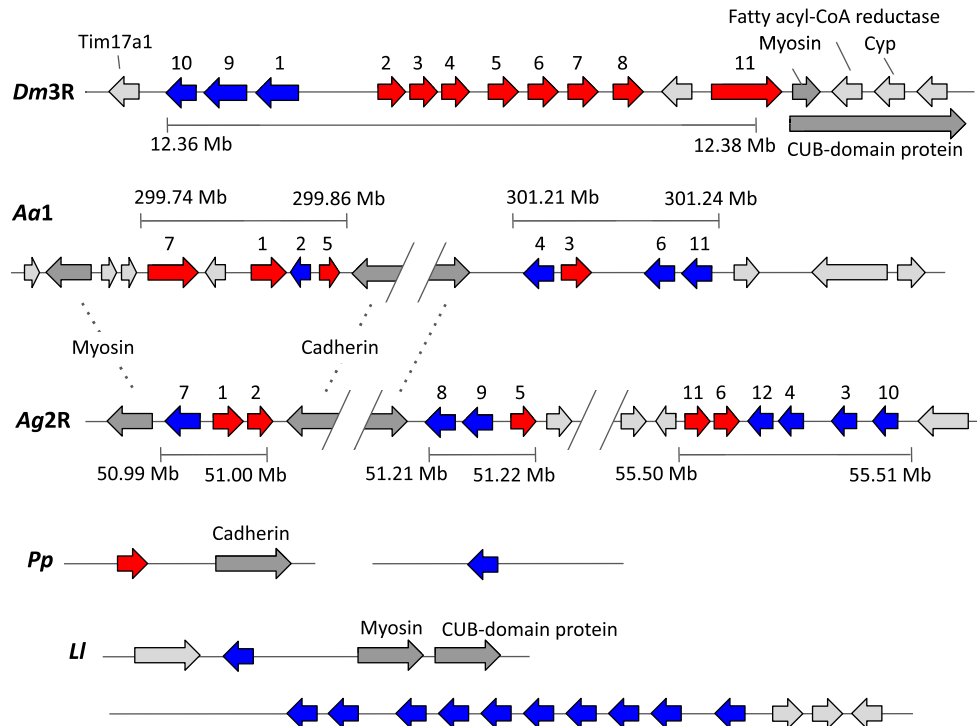 Fatty acyl-CoA reductase
Tim17a1 Myosin Cyp
10 9 1 2 3 4 5 6 7 8 11
Dm3R
12.36 Mb 12.38 Mb CUB-domain protein
299.74 Mb 299.86 Mb 301.21 Mb 301.24 Mb
Aa1
7 1 2 5 4 3 6 11
Myosin Cadherin
7 1 2 8 9 5 11 6 12 4 3 10
Ag2R
50.99 Mb 51.00 Mb 51.21 Mb 51.22 Mb 55.50 Mb 55.51 Mb
Cadherin
Pp
Myosin CUB-domain protein
Ll